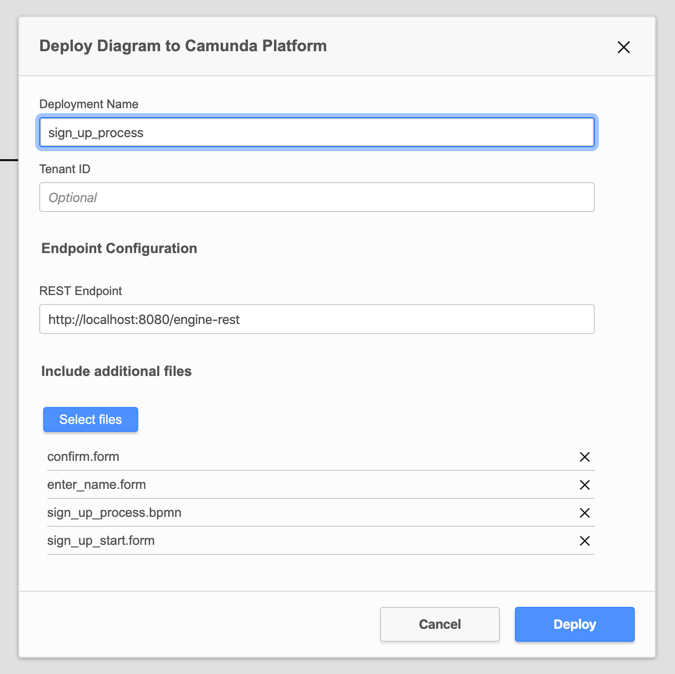 Deploy Diagram to Camunda Platform
Deployment Name
sign_up_process
Tenant ID
Optional
Endpoint Configuration
REST Endpoint
http://localhost:8080/engine-rest
Include additional files
Select files
confirm.form
enter_name.form
sign_up_process.bpmn
sign_up_start.form
Cancel
Deploy